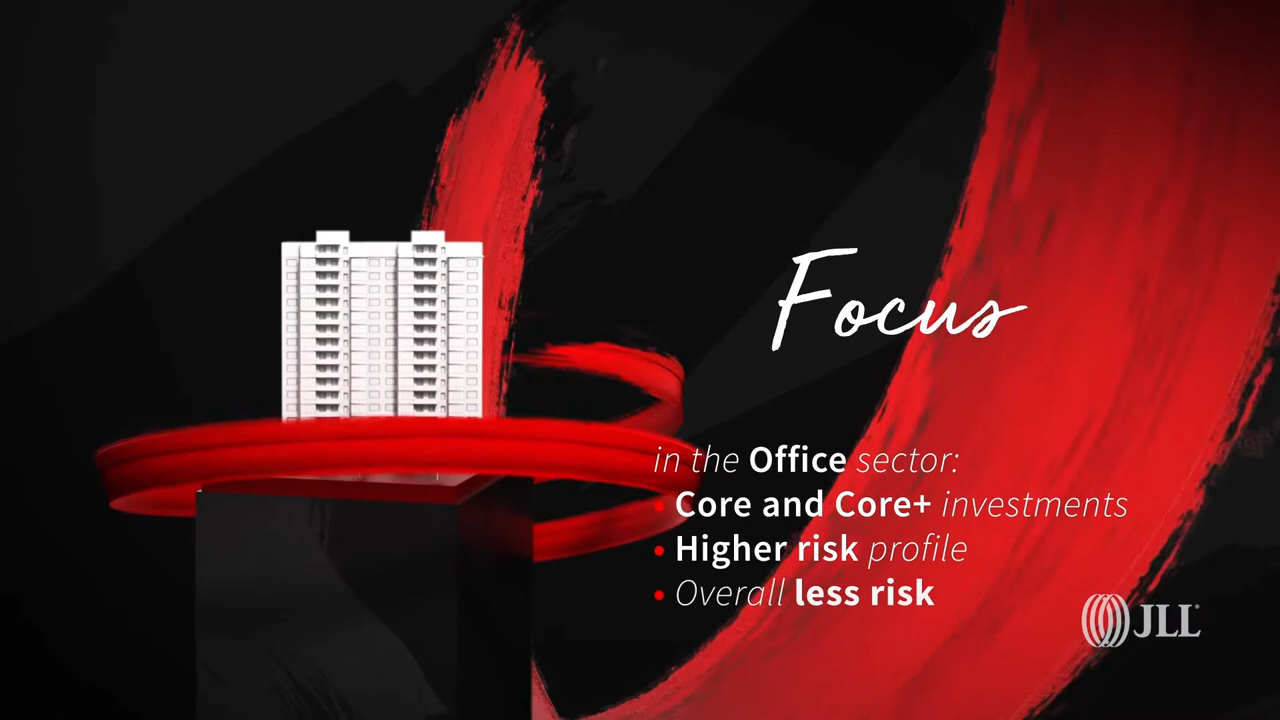 Focus
in the Office sector:
• Core and Core+ investments
• Higher risk profile
• Overall less risk
JLL